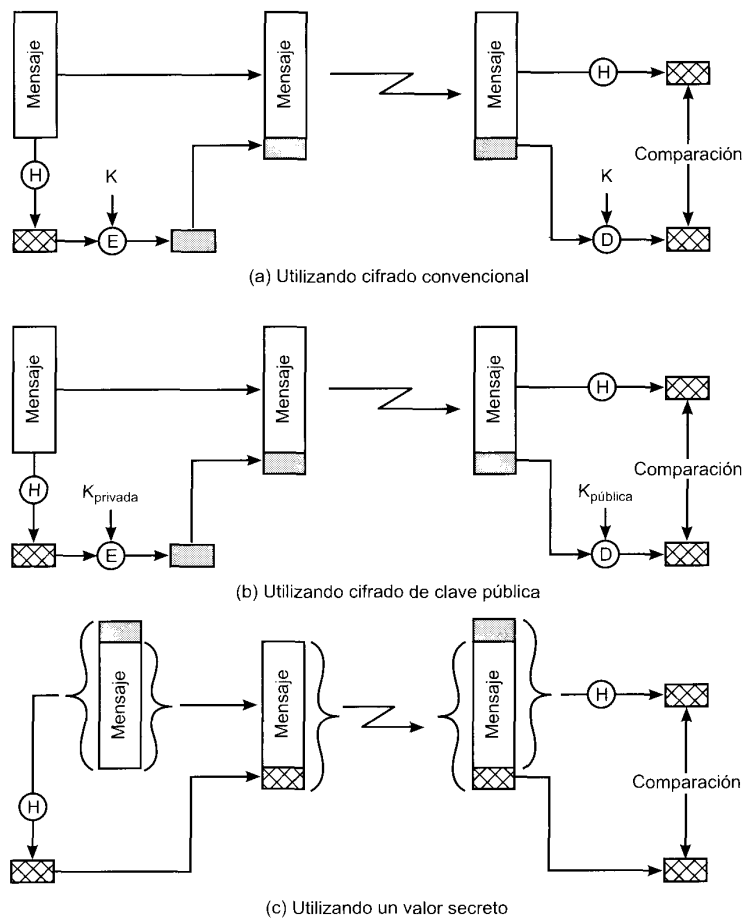 Mensaje
Mensaje
Mensaje
H
H
K
K
Comparación
E
D
(a) Utilizando cifrado convencional
Mensaje
Mensaje
Mensaje
H
H
Kprivada
Kpública
Comparación
E
D
(b) Utilizando cifrado de clave pública
Mensaje
Mensaje
Mensaje
H
H
Comparación
(c) Utilizando un valor secreto